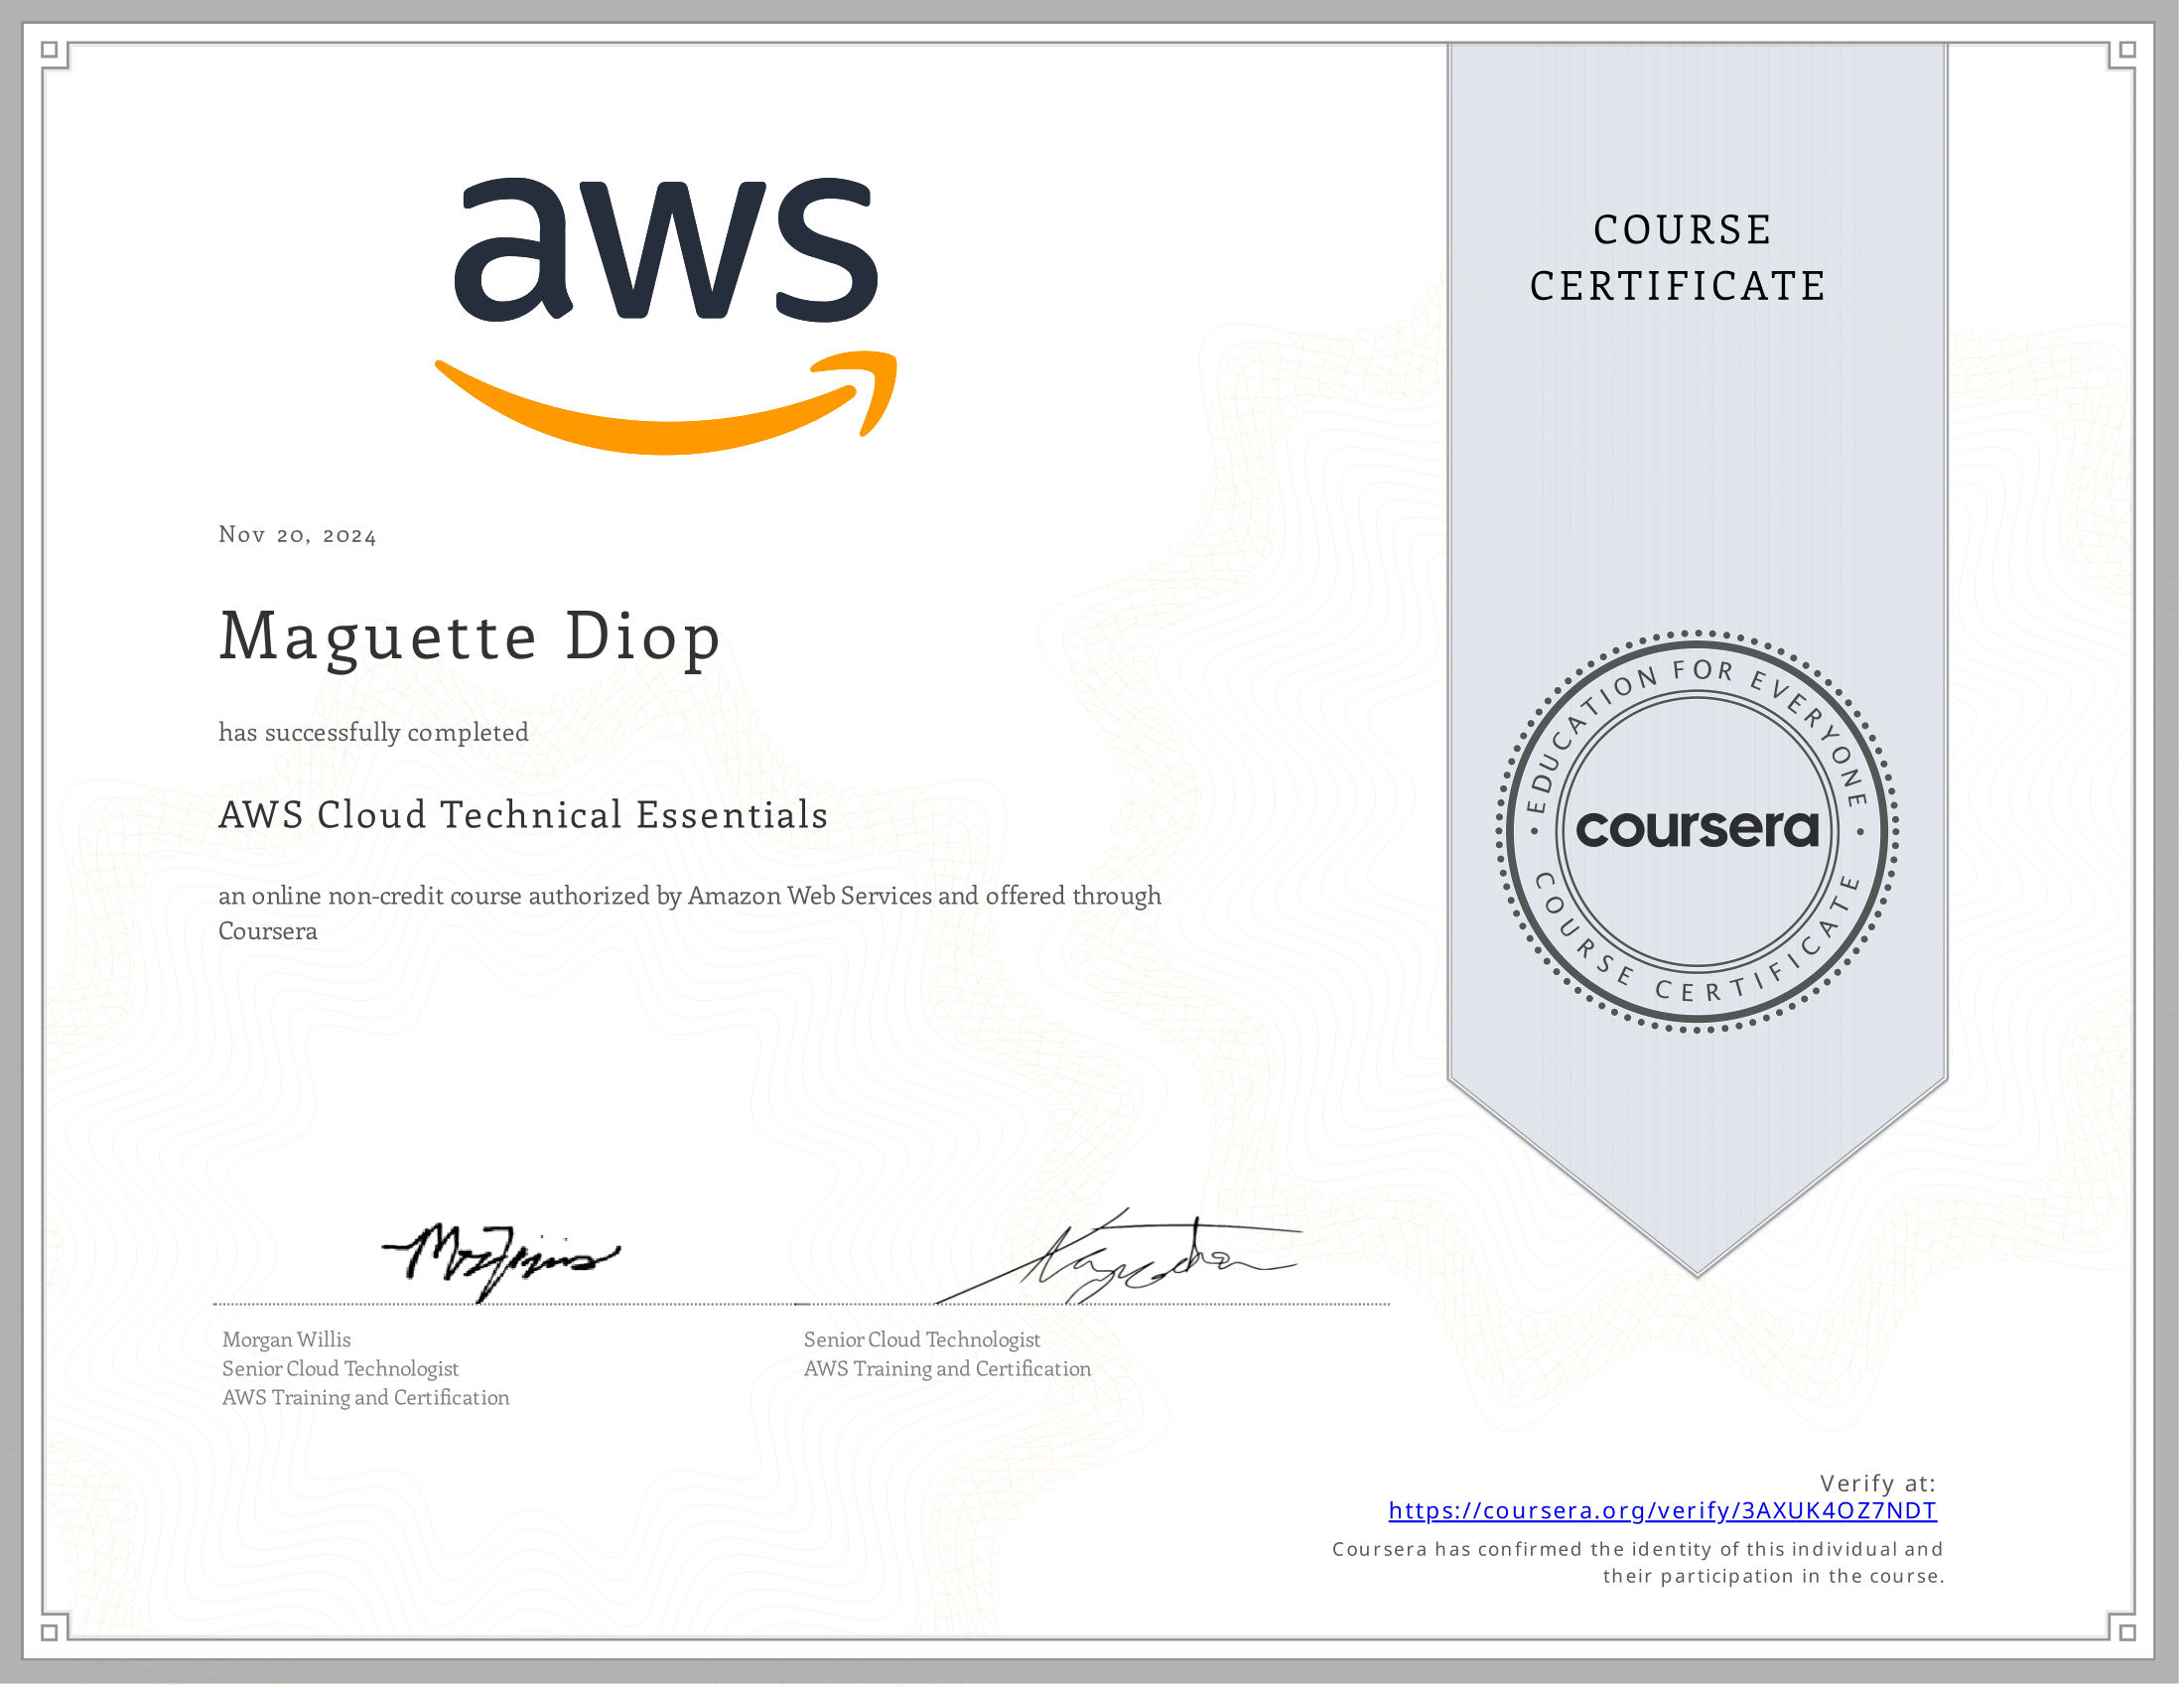 aws
COURSE
CERTIFICATE
Nov 20, 2024
Maguette Diop
has successfully completed
AWS Cloud Technical Essentials
an online non-credit course authorized by Amazon Web Services and offered through
Coursera
EDUCATION FOR EVERYONE
coursera
COURSE CERTIFICATE
Morgan Willis
Senior Cloud Technologist
AWS Training and Certification
Senior Cloud Technologist
AWS Training and Certification
Verify at:
https://coursera.org/verify/3AXUK4OZ7NDT
Coursera has confirmed the identity of this individual and
their participation in the course.